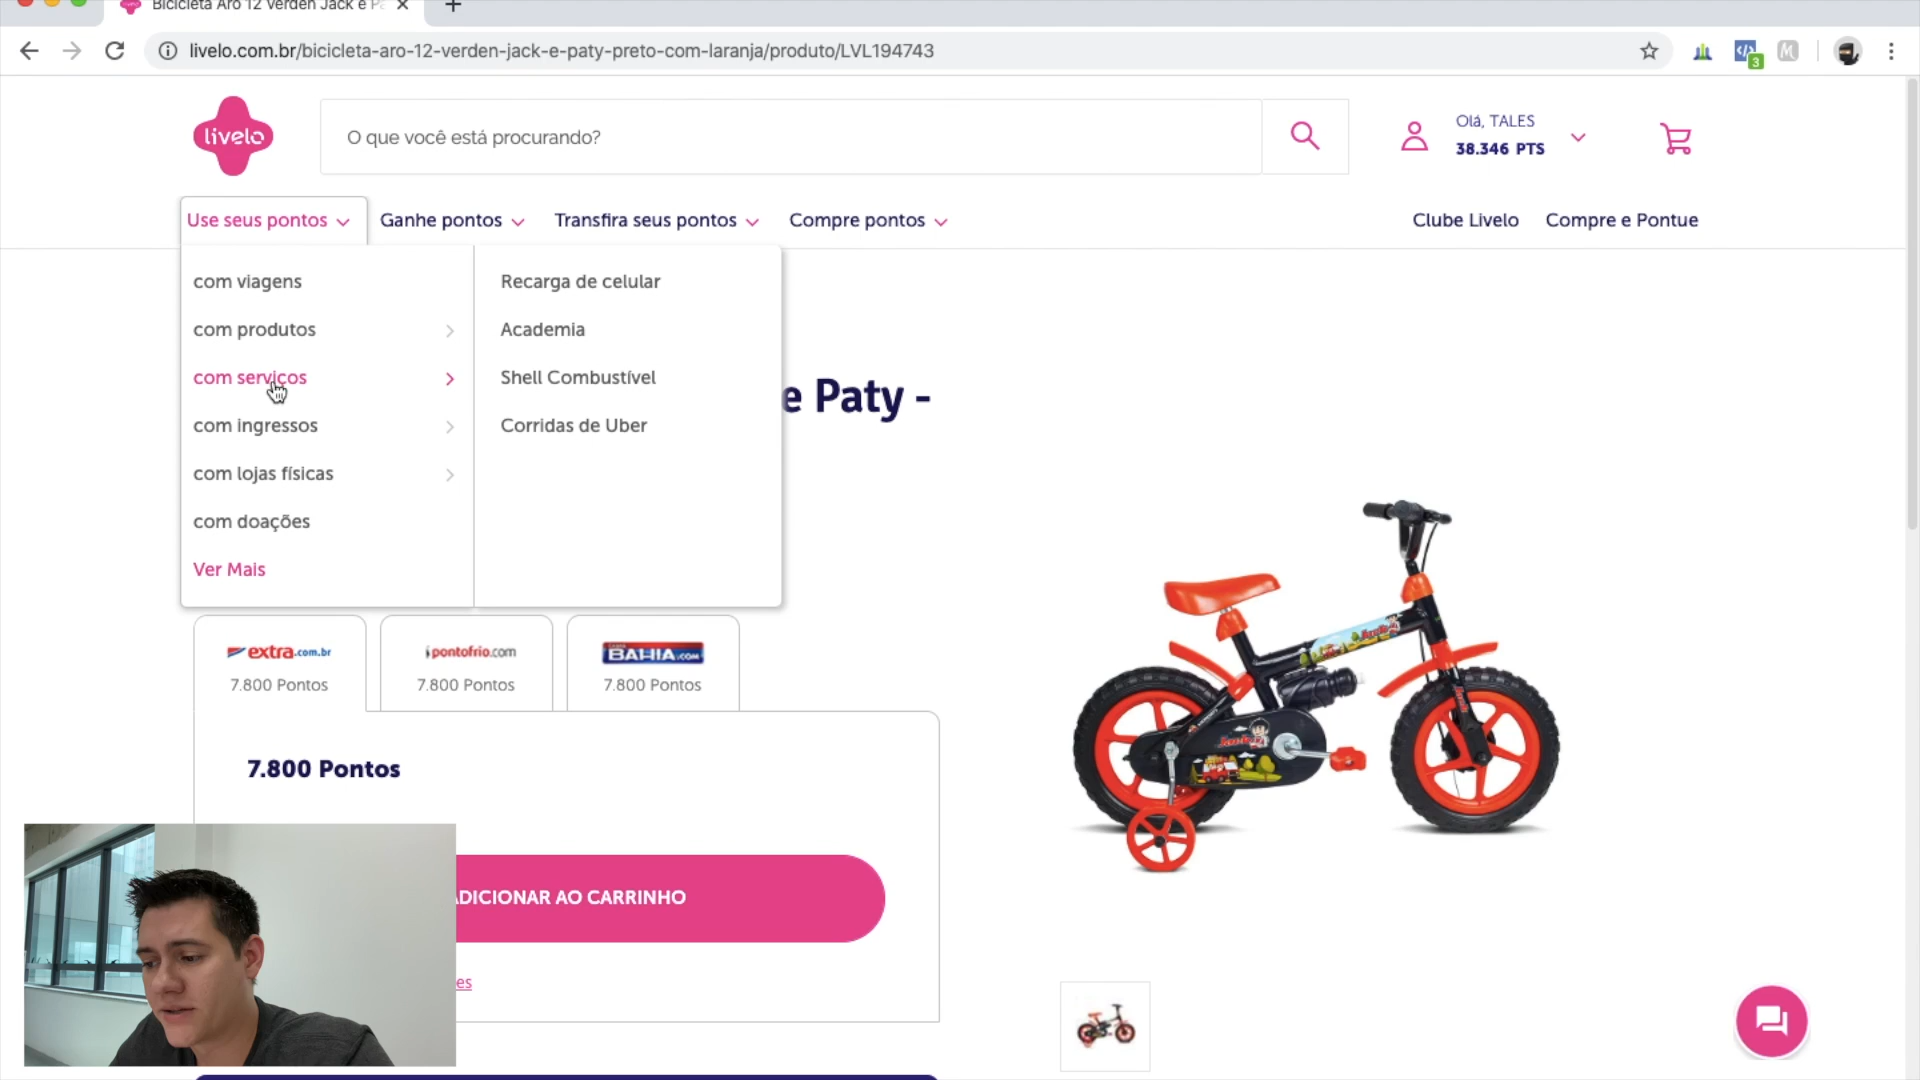 Bicicleta Aro 12 Verden Jack e Pa
livelo.com.br/bicicleta-aro-12-verden-jack-e-paty-preto-com-laranja/produto/LVL194743
3
livelo
O que você está procurando?
Olá, TALES
38.346 PTS
Use seus pontos
Ganhe pontos
Transfira seus pontos
Compre pontos
Clube Livelo
Compre e Pontue
com viagens
com produtos
com serviços
com ingressos
com lojas físicas
com doações
Ver Mais
Recarga de celular
Academia
Shell Combustível
Corridas de Uber
e Paty -
extra.com.br
7.800 Pontos
pontofrio.com
7.800 Pontos
BAHIA.COM
7.800 Pontos
7.800 Pontos
ADICIONAR AO CARRINHO
es